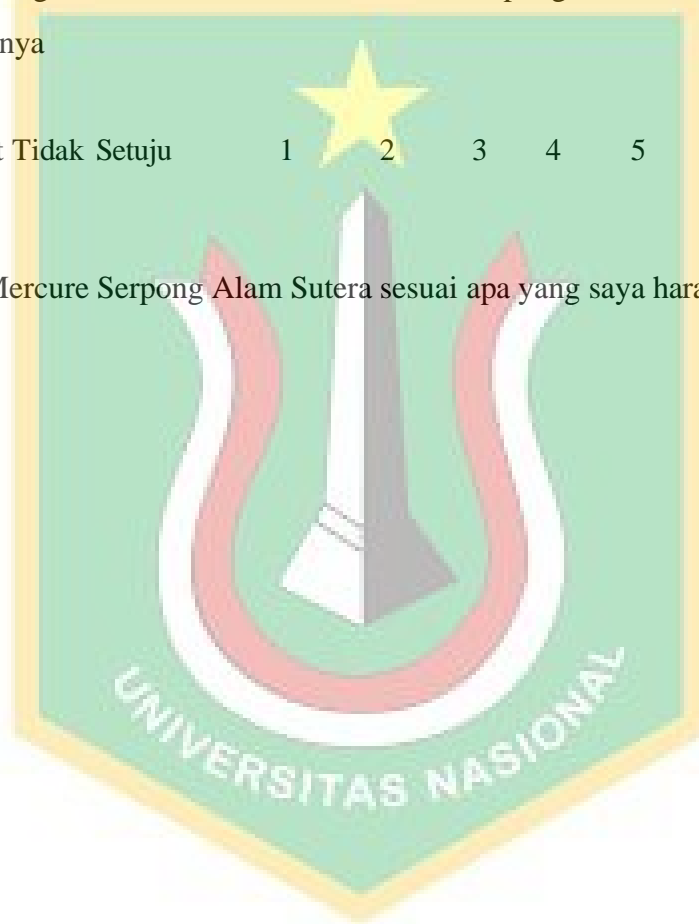 nya
Tidak Setuju 1 2 3 4 5
Mercure Serpong Alam Sutera sesuai apa yang saya hara
UNIVERSITAS NASIONAL